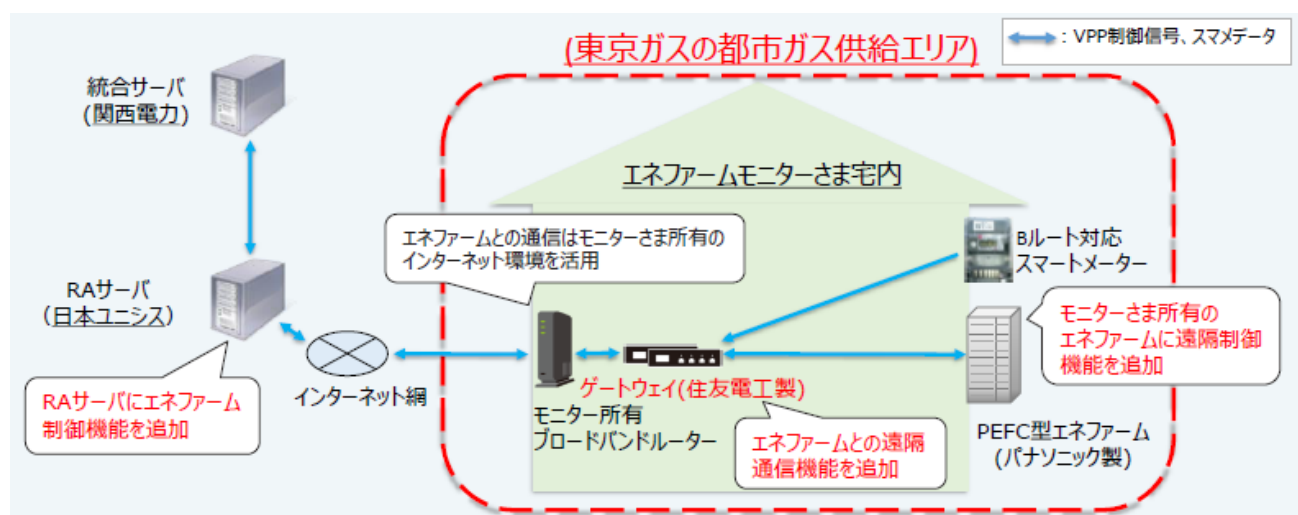 (東京ガスの都市ガス供給エリア)
: VPP制御信号、スマメデータ
統合サーバ
(関西電力)
エネファームモニターさま宅内
エネファームとの通信はモニターさま所有の
インターネット環境を活用
Bルート対応
スマートメーター
RAサーバ
(日本ユニシス)
モニターさま所有の
エネファームに遠隔制御
機能を追加
RAサーバにエネファーム
制御機能を追加
インターネット網
ゲートウェイ(住友電工製)
モニター所有
ブロードバンドルーター
エネファームとの遠隔
通信機能を追加
PEFC型エネファーム
(パナソニック製)